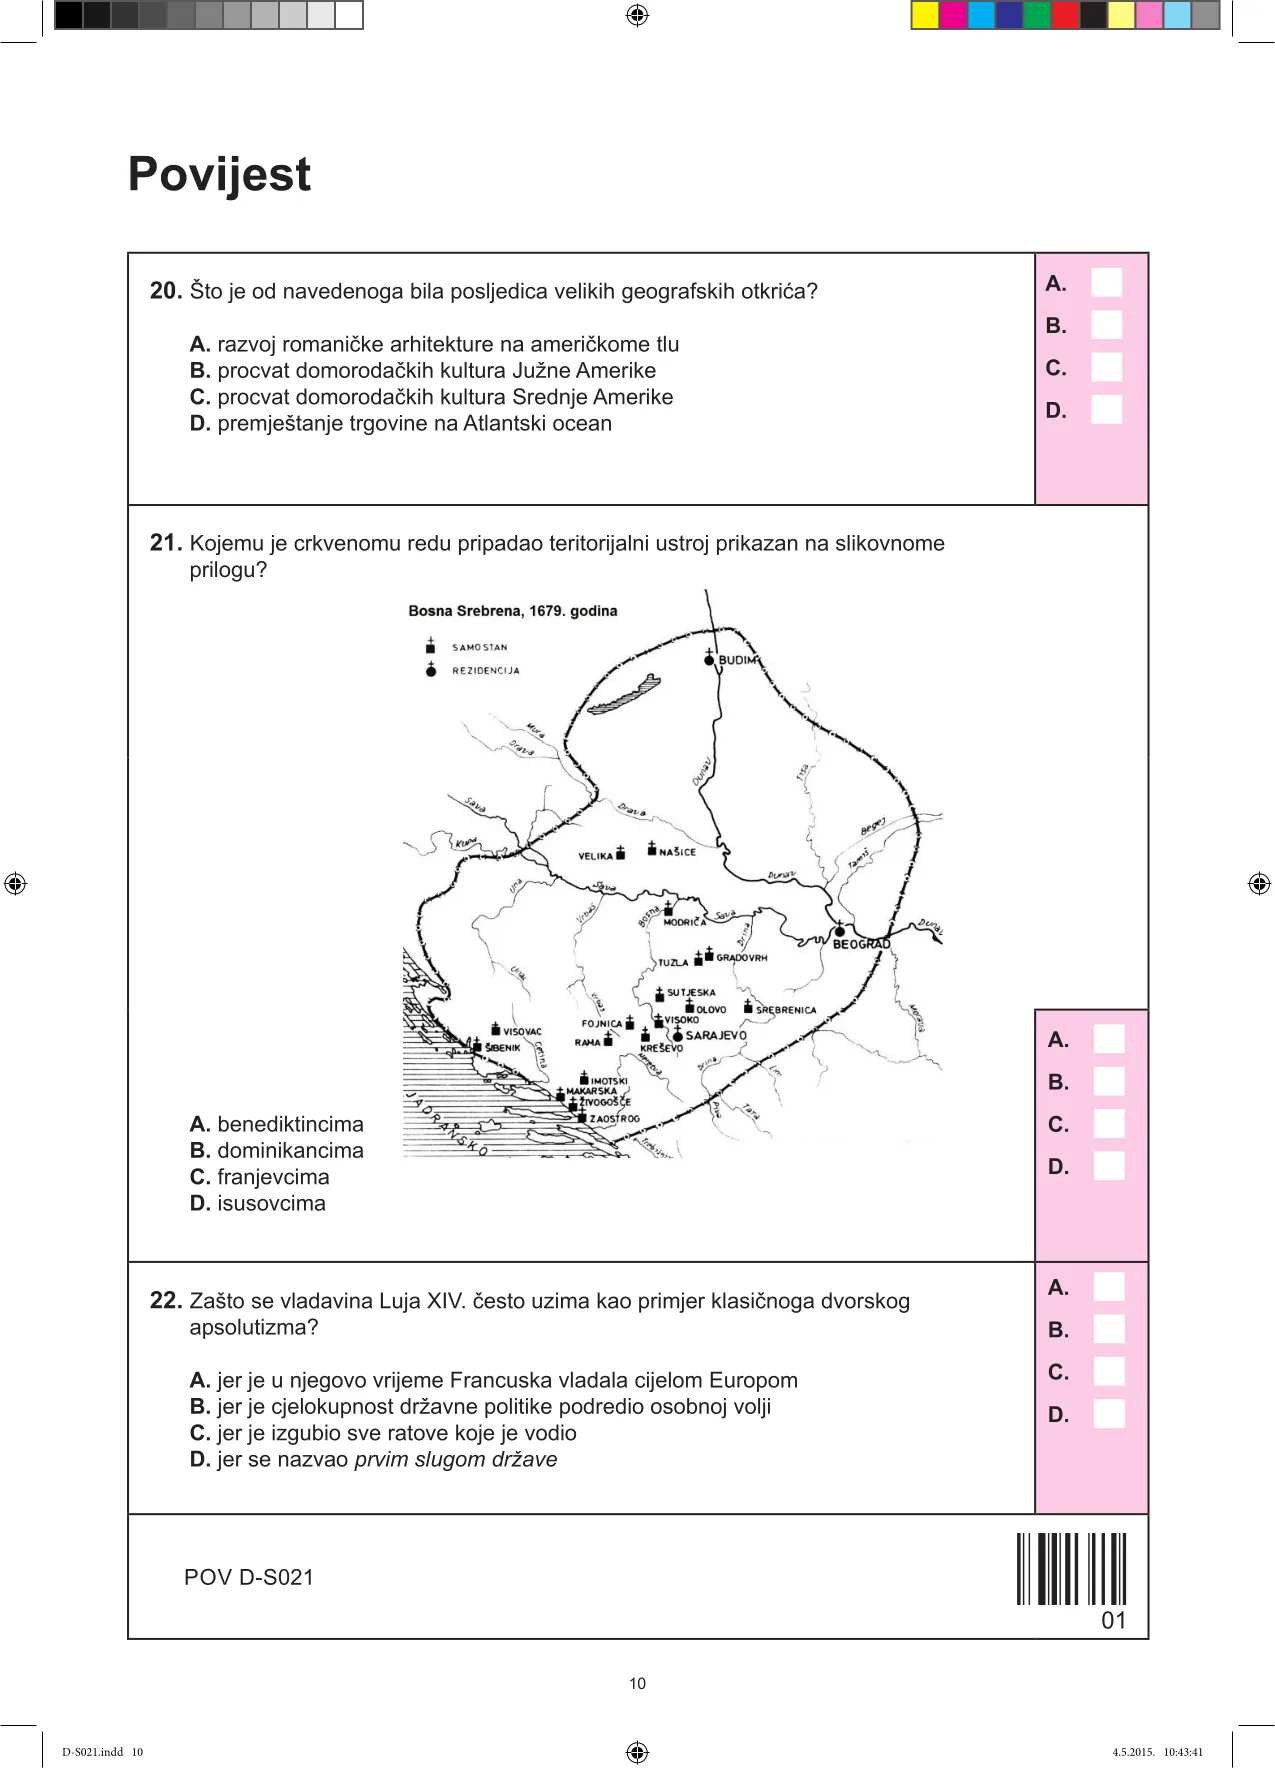 Povijest
20. Što je od navedenoga bila posljedica velikih geografskih otkrića?
A. razvoj romaničke arhitekture na američkome tlu
B. procvat domorodačkih kultura Južne Amerike
C. procvat domorodačkih kultura Srednje Amerike
D. premještanje trgovine na Atlantski ocean
A.
B.
C.
D.
21. Kojemu je crkvenomu redu pripadao teritorijalni ustroj prikazan na slikovnome
prilogu?
Bosna Srebrena, 1679. godina
SAMOSTAN
REZIDENCIJA
BUDIM
Mura
Drava
Dunav
Tisa
Sava
Drava
Begej
Kupa
Tamiš
VELIKA
NAŠICE
Dunav
Una
Sava
Vrbas
Bosna
MODRIČA
Sava
Drina
Dunav
BEOGRAD
TUZLA
GRADOVRH
Unac
Vrbas
SUTJESKA
OLOVO
SREBRENICA
Morava
FOJNICA
VISOKO
VISOVAC
RAMA
KREŠEVO
SARAJEVO
ŠIBENIK
Cetina
Neretva
Drina
Lim
IMOTSKI
MAKARSKA
ŽIVOGOŠĆE
ZAOSTROG
Piva
Tara
JADRANSKO
A. benediktincima
B. dominikancima
C. franjevcima
D. isusovcima
A.
B.
C.
D.
22. Zašto se vladavina Luja XIV. često uzima kao primjer klasičnoga dvorskog
apsolutizma?
A. jer je u njegovo vrijeme Francuska vladala cijelom Europom
B. jer je cjelokupnost državne politike podredio osobnoj volji
C. jer je izgubio sve ratove koje je vodio
D. jer se nazvao prvim slugom države
A.
B.
C.
D.
POV D-S021
01
10
D-S021.indd 10
4.5.2015. 10:43:41